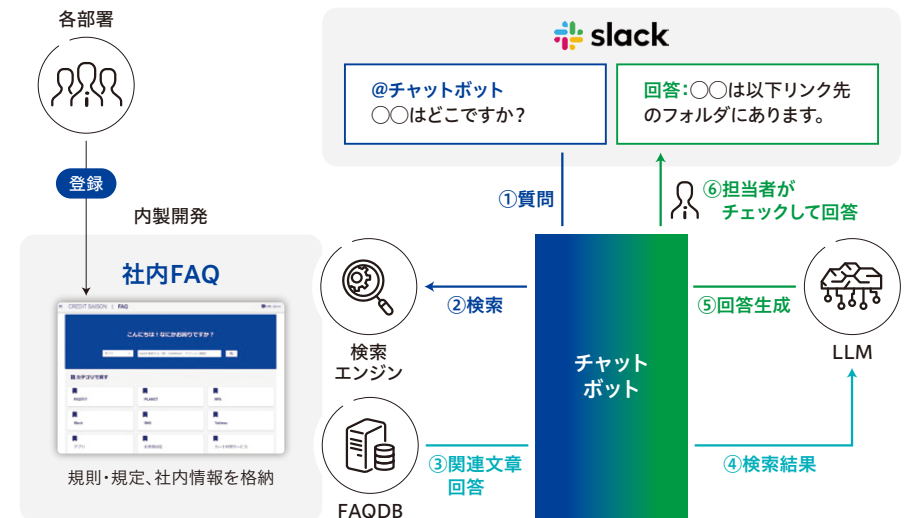 各部署
登録
内製開発
社内FAQ
CREDIT SAISON | FAQ
こんにちは!なにかお困りですか?
カテゴリで探す
PLANET
RPA
Slack
Tableau
規則・規定、社内情報を格納
slack
@チャットボット
○○はどこですか?
回答:○○は以下リンク先
のフォルダにあります。
①質問
⑥担当者が
チェックして回答
②検索
検索
エンジン
チャット
ボット
⑤回答生成
LLM
③関連文章
回答
FAQDB
④検索結果